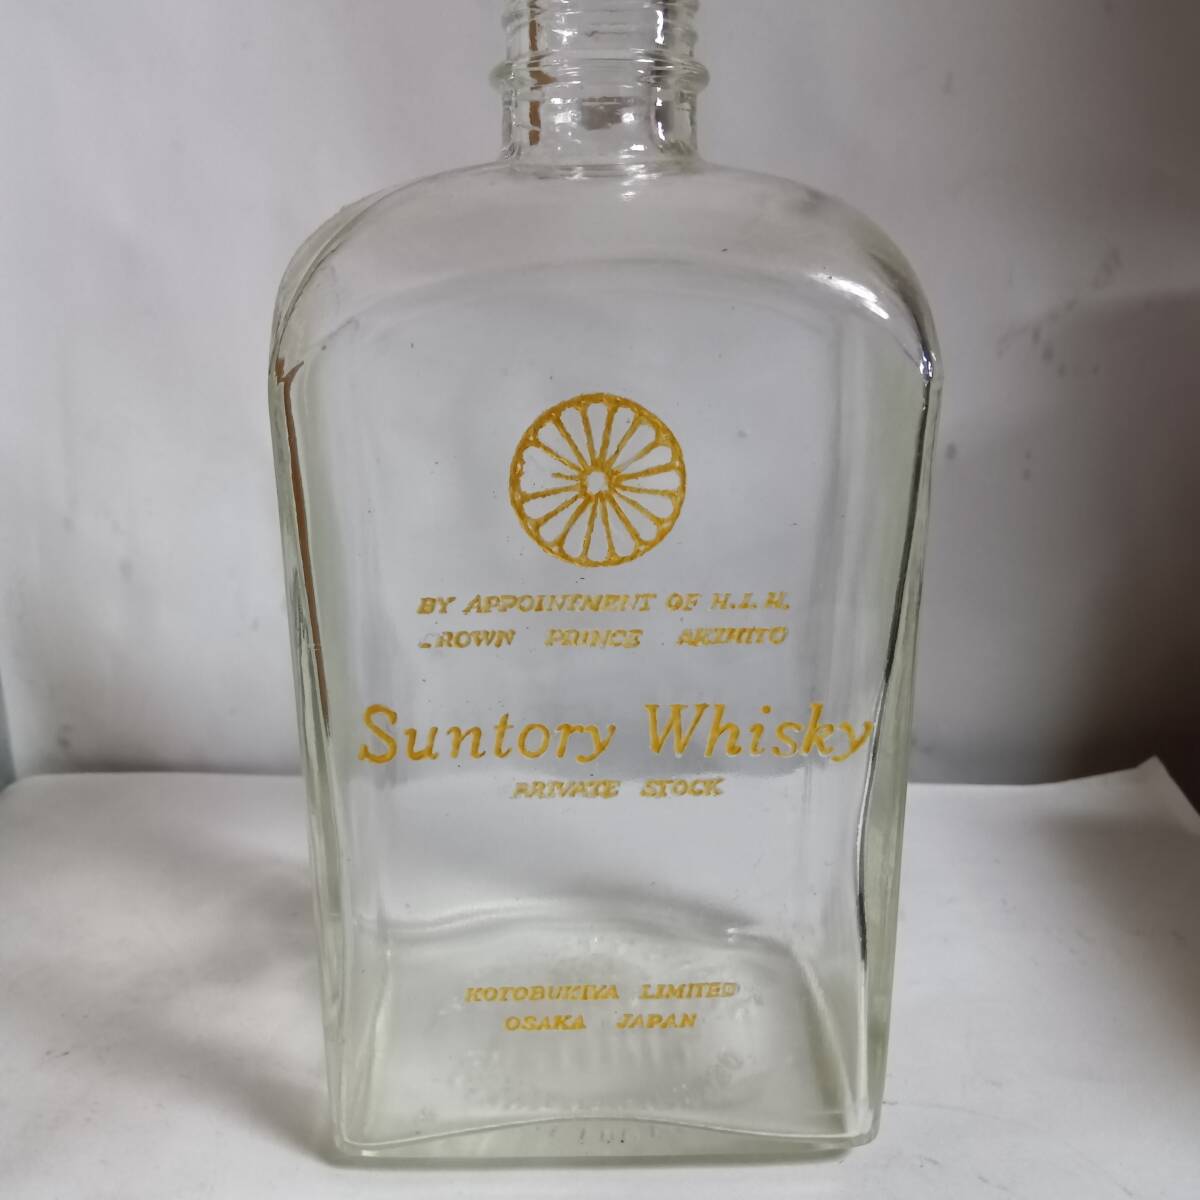 BY APPOINTMENT OF H.I.H.
CROWN PRINCE AKIHITO
Suntory Whisky
PRIVATE STOCK
KOTOBUKIYA LIMITED
OSAKA JAPAN